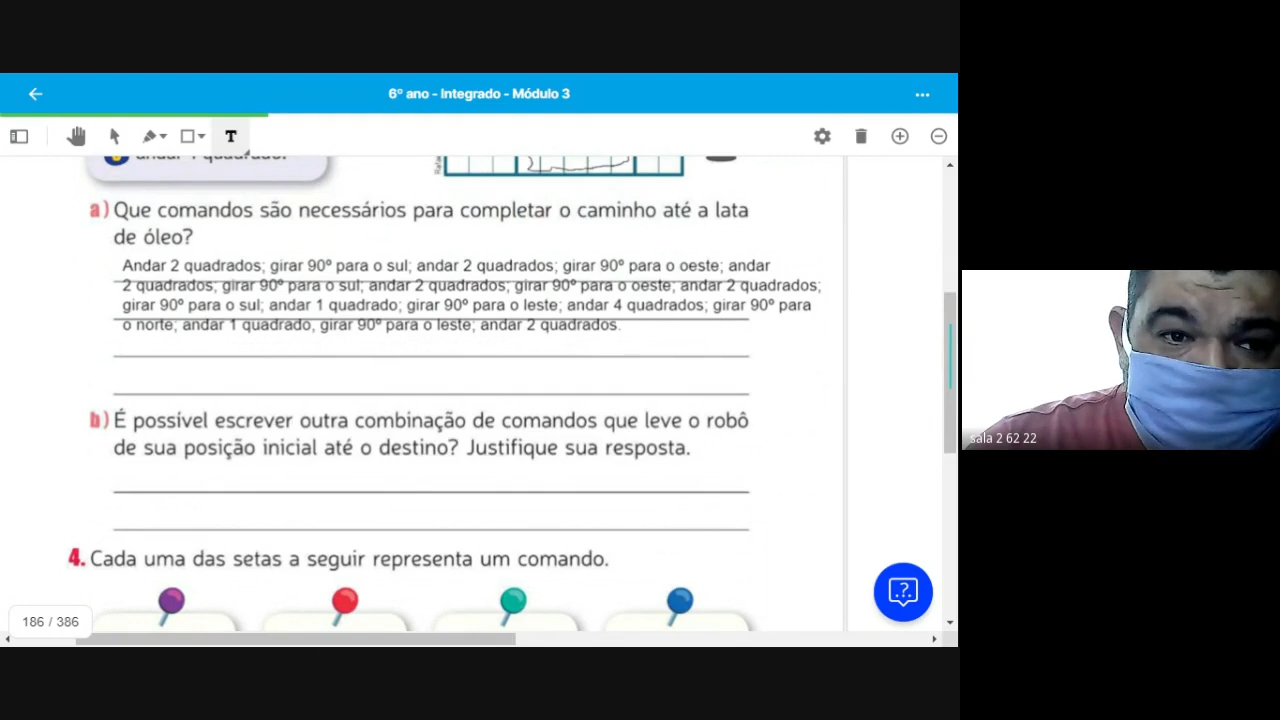 6º ano - Integrado - Módulo 3
T
andar 1 quadrado.
a) Que comandos são necessários para completar o caminho até a lata
de óleo?
Andar 2 quadrados; girar 90º para o sul; andar 2 quadrados; girar 90º para o oeste; andar
2 quadrados; girar 90º para o sul; andar 2 quadrados; girar 90º para o oeste; andar 2 quadrados;
girar 90º para o sul; andar 1 quadrado; girar 90º para o leste; andar 4 quadrados; girar 90º para
o norte; andar 1 quadrado, girar 90º para o leste; andar 2 quadrados.
b) É possível escrever outra combinação de comandos que leve o robô
de sua posição inicial até o destino? Justifique sua resposta.
4. Cada uma das setas a seguir representa um comando.
186 / 386
sala 2 62 22